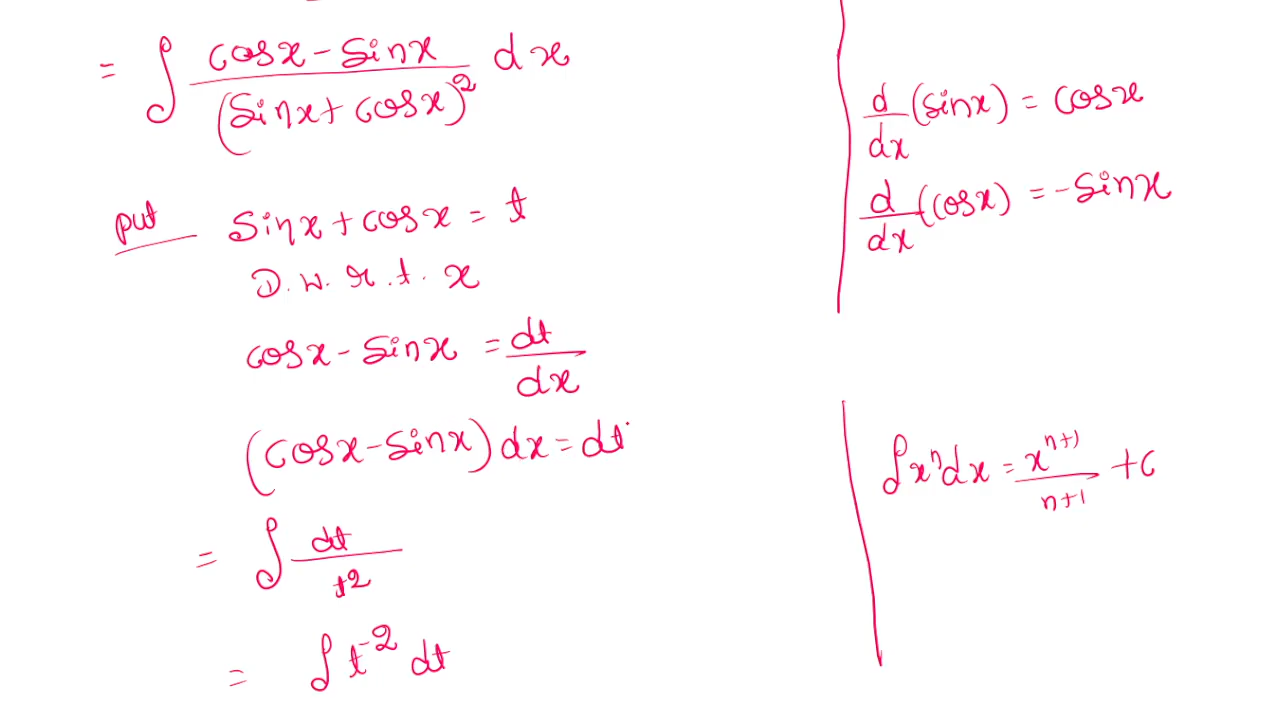 = ∫ (cosx - sinx)/(sinx + cosx)² dx
put sinx + cosx = t
D. w. r. t. x
cosx - sinx = dt/dx
(cosx - sinx) dx = dt
= ∫ dt/t²
= ∫ t⁻² dt
d/dx (sinx) = cosx
d/dx (cosx) = -sinx
∫xⁿdx = xⁿ⁺¹/n+1 + c